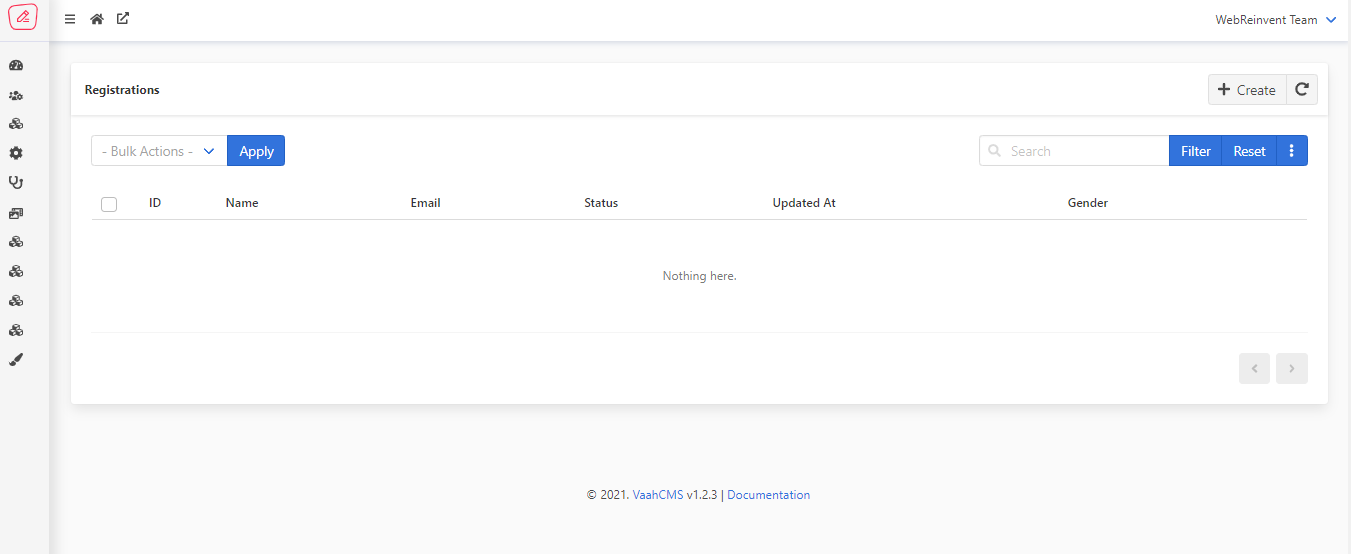 WebReinvent Team
Registrations
Create
- Bulk Actions - Apply Search Filter Reset
ID Name Email Status Updated At Gender
Nothing here.
© 2021. VaahCMS v1.2.3 | Documentation